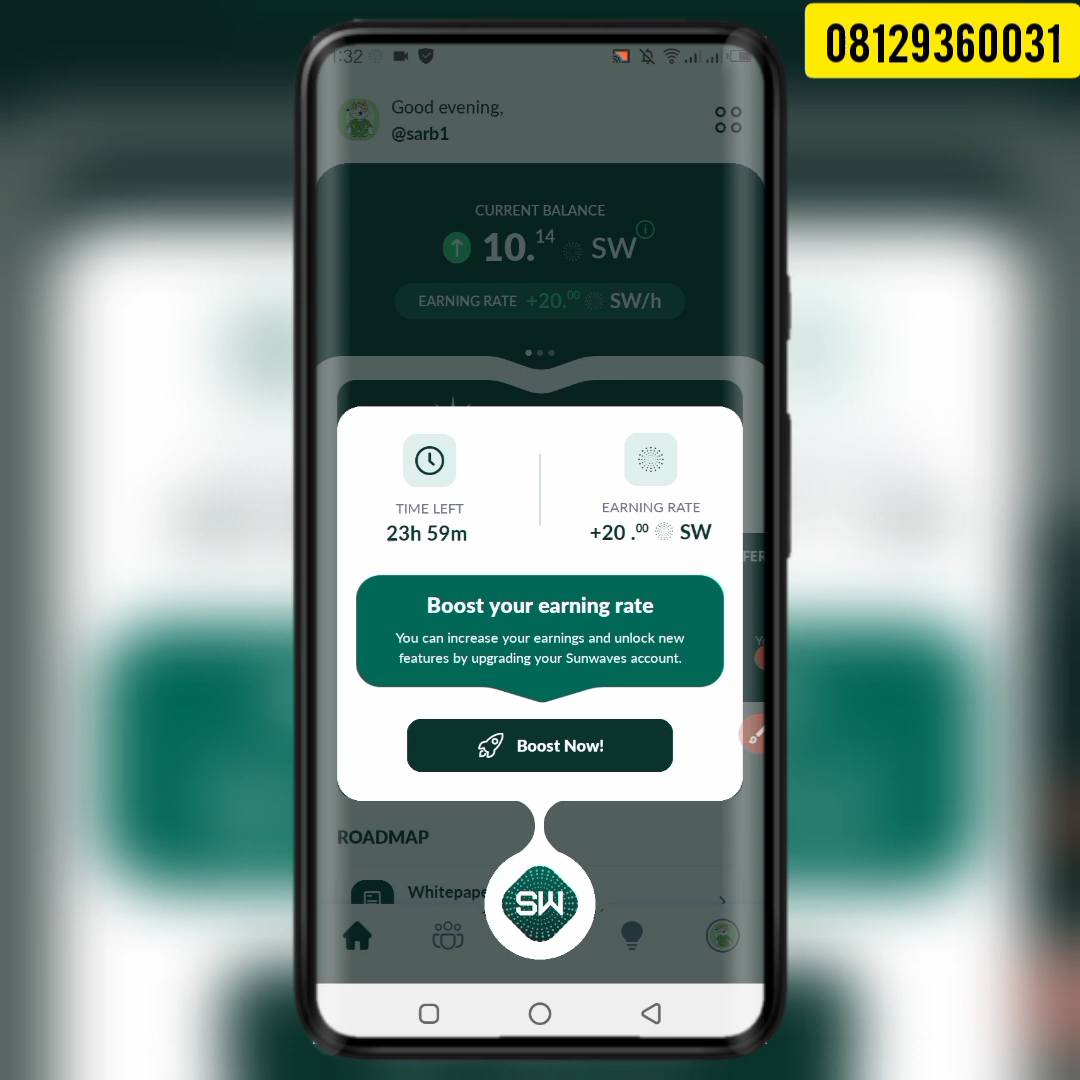 08129360031
:32
Good evening,
@sarb1
CURRENT BALANCE
10.14 SW
EARNING RATE +20.00 SW/h
TIME LEFT
23h 59m
EARNING RATE
+20 .00 SW
Boost your earning rate
You can increase your earnings and unlock new
features by upgrading your Sunwaves account.
Boost Now!
ROADMAP
Whitepape
SW